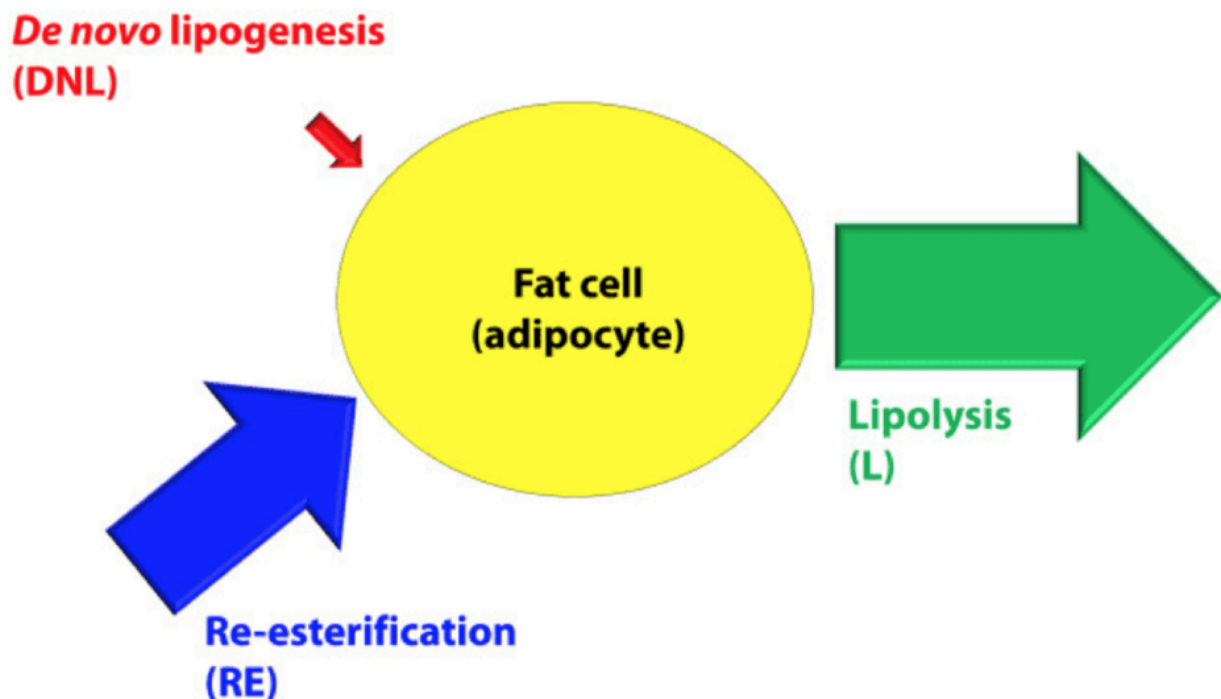 De novo lipogenesis
(DNL)
Fat cell
(adipocyte)
Lipolysis
(L)
Re-esterification
(RE)